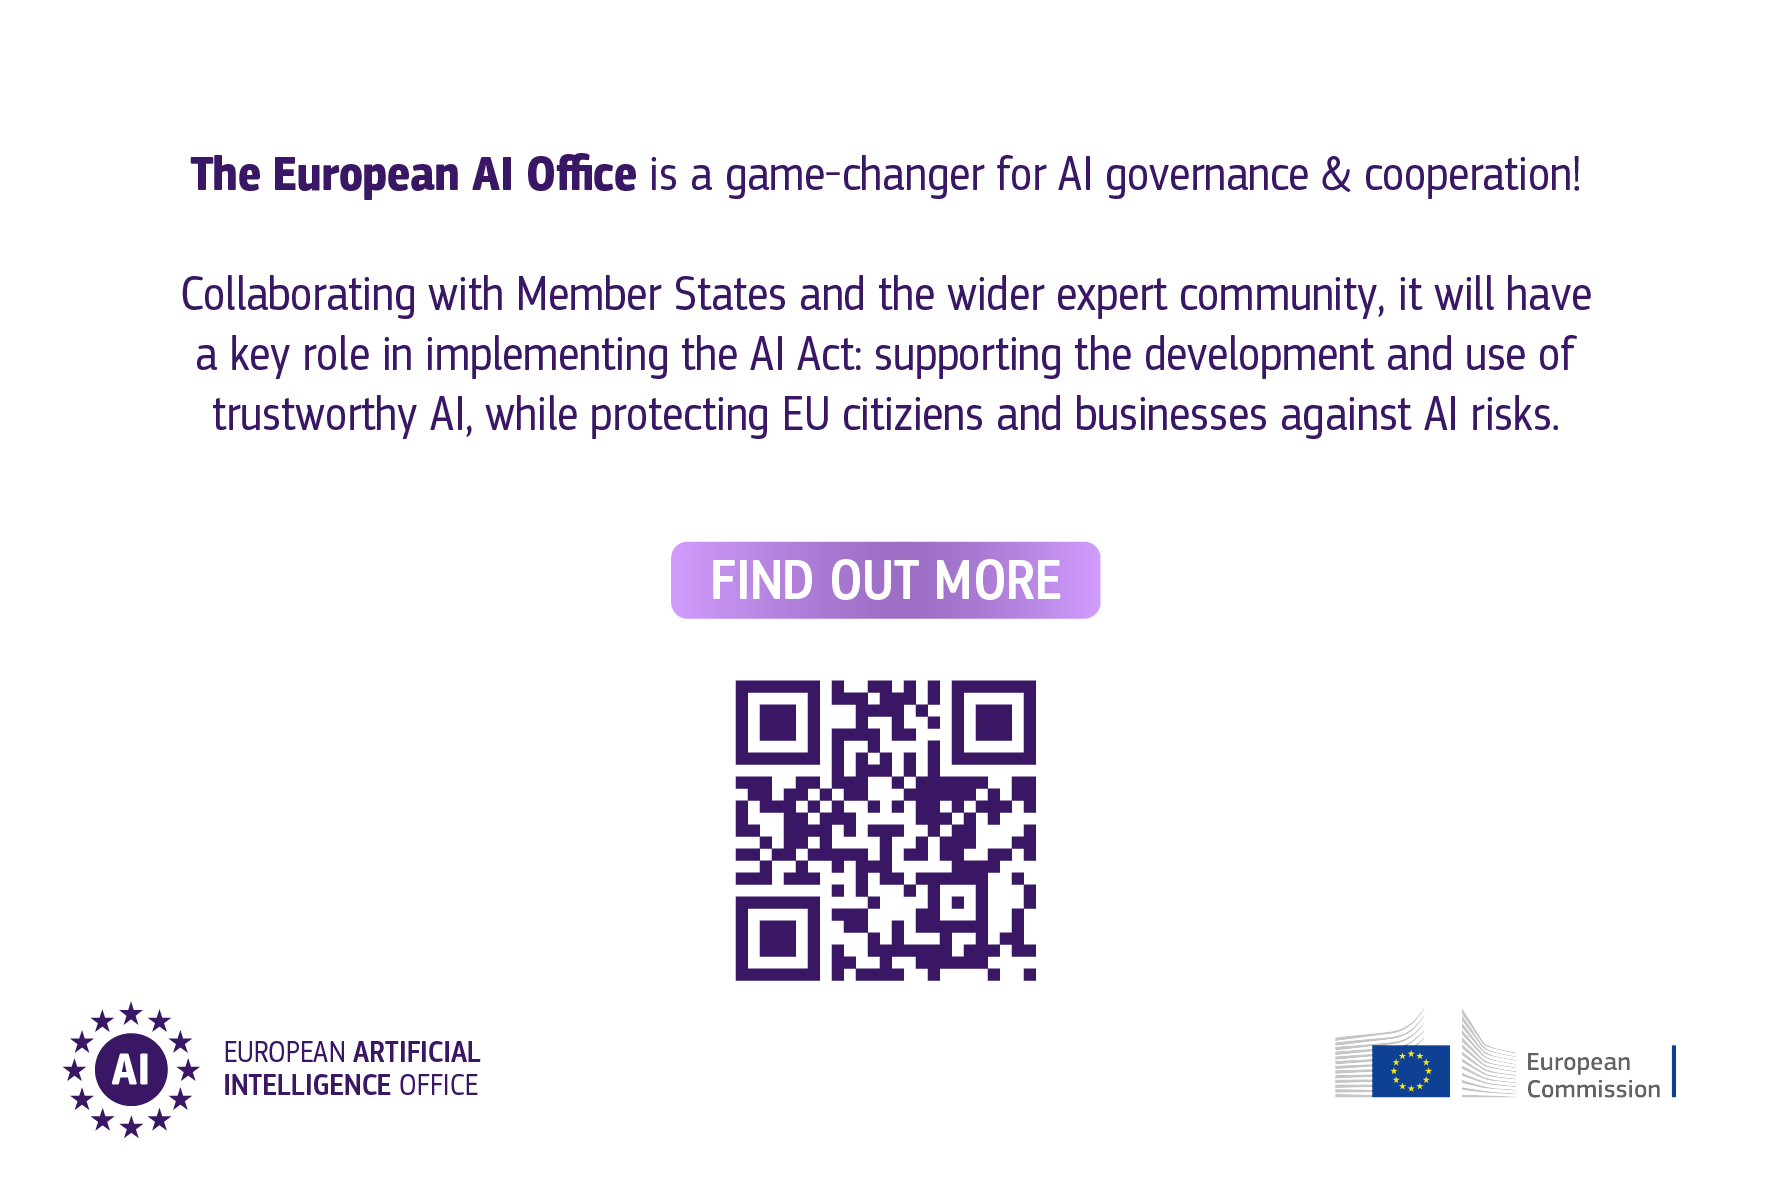 The European AI Office is a game-changer for AI governance & cooperation!
Collaborating with Member States and the wider expert community, it will have
a key role in implementing the AI Act: supporting the development and use of
trustworthy AI, while protecting EU citiziens and businesses against AI risks.
FIND OUT MORE
AI
EUROPEAN ARTIFICIAL
INTELLIGENCE OFFICE
European
Commission